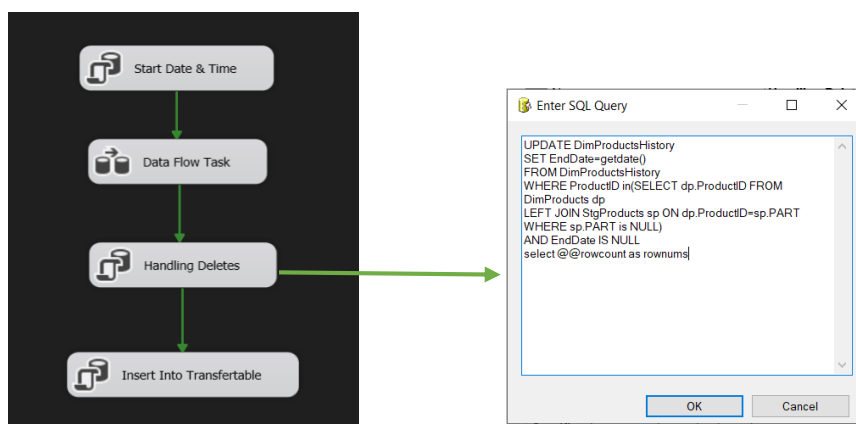 Start Date & Time
Data Flow Task
Handling Deletes
Insert Into Transfertable
Enter SQL Query
UPDATE DimProductsHistory
SET EndDate=getdate()
FROM DimProductsHistory
WHERE ProductID in(SELECT dp.ProductID FROM
DimProducts dp
LEFT JOIN StgProducts sp ON dp.ProductID=sp.PART
WHERE sp.PART is NULL)
AND EndDate IS NULL
select @@rowcount as rownums
OK
Cancel